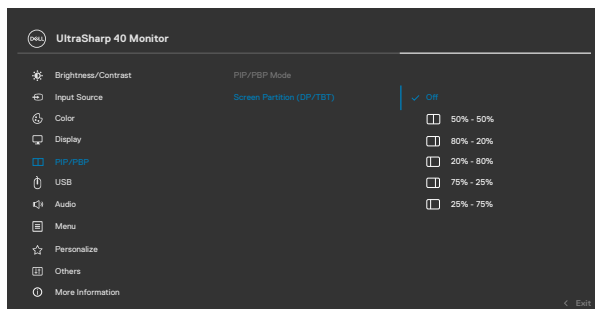 DELL UltraSharp 40 Monitor
Brightness/Contrast PIP/PBP Mode
Input Source Screen Partition (DP/TBT) Off
Color 50% - 50%
Display 80% - 20%
PIP/PBP 20% - 80%
USB 75% - 25%
Audio 25% - 75%
Menu
Personalize
Others
More Information
< Exit